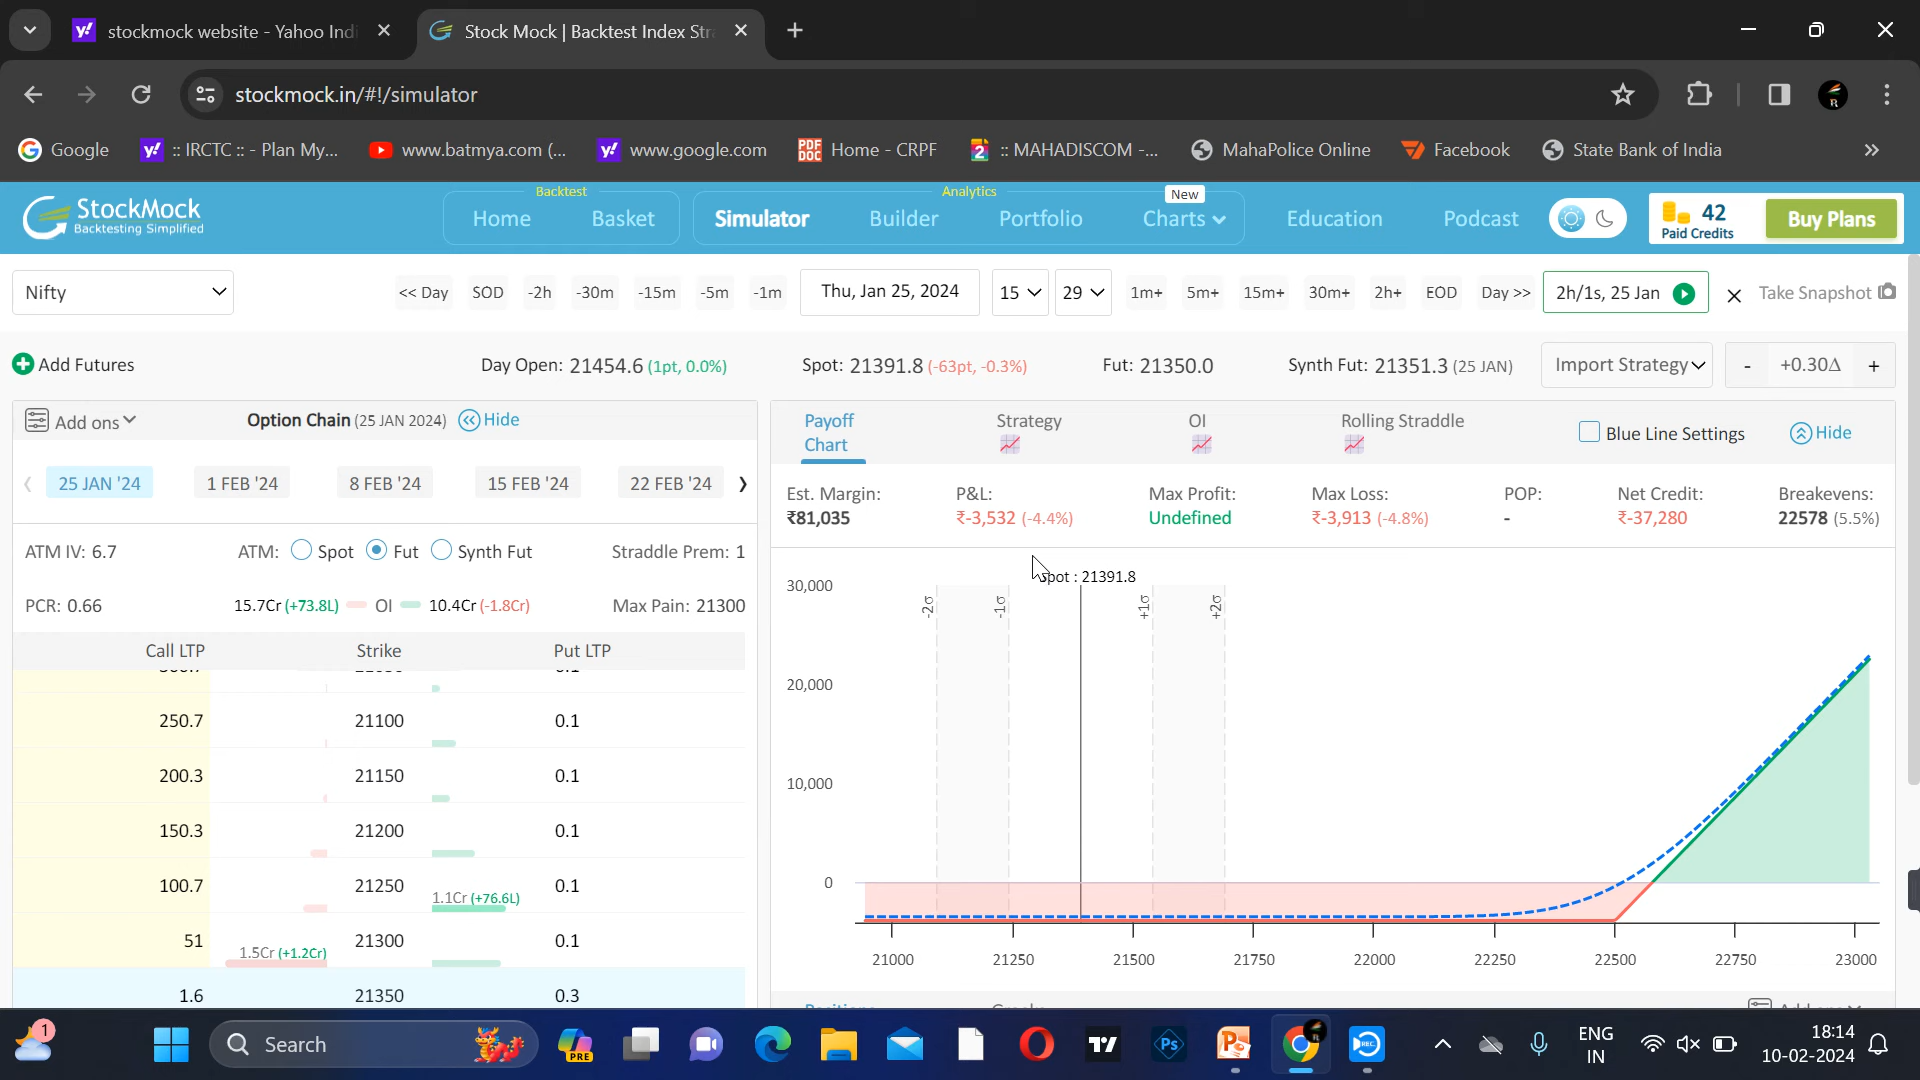 stockmock website - Yahoo Indi
Stock Mock | Backtest Index Str
stockmock.in/#!/simulator
Google
:: IRCTC :: - Plan My...
www.batmya.com (...
www.google.com
Home - CRPF
:: MAHADISCOM -...
MahaPolice Online
Facebook
State Bank of India
StockMock
Backtesting Simplified
Backtest
Home
Basket
Analytics
Simulator
Builder
Portfolio
New
Charts
Education
Podcast
42
Paid Credits
Buy Plans
Nifty
<< Day
SOD
-2h
-30m
-15m
-5m
-1m
Thu, Jan 25, 2024
15
29
1m+
5m+
15m+
30m+
2h+
EOD
Day >>
2h/1s, 25 Jan
Take Snapshot
Add Futures
Day Open: 21454.6 (1pt, 0.0%)
Spot: 21391.8 (-63pt, -0.3%)
Fut: 21350.0
Synth Fut: 21351.3 (25 JAN)
Import Strategy
-
+0.30Δ
+
Add ons
Option Chain (25 JAN 2024)
Hide
25 JAN '24
1 FEB '24
8 FEB '24
15 FEB '24
22 FEB '24
ATM IV: 6.7
ATM:
Spot
Fut
Synth Fut
Straddle Prem: 1
PCR: 0.66
15.7Cr (+73.8L)
OI
10.4Cr (-1.8Cr)
Max Pain: 21300
Call LTP
Strike
Put LTP
250.7
21100
0.1
200.3
21150
0.1
150.3
21200
0.1
100.7
21250
1.1Cr (+76.6L)
0.1
51
1.5Cr (+1.2Cr)
21300
0.1
1.6
21350
0.3
Payoff
Chart
Strategy
OI
Rolling Straddle
Blue Line Settings
Hide
Est. Margin:
₹81,035
P&L:
₹-3,532 (-4.4%)
Max Profit:
Undefined
Max Loss:
₹-3,913 (-4.8%)
POP:
-
Net Credit:
₹-37,280
Breakevens:
22578 (5.5%)
Spot : 21391.8
-2σ
-1σ
+1σ
+2σ
30,000
20,000
10,000
0
21000
21250
21500
21750
22000
22250
22500
22750
23000
1
Search
PRE
ENG
IN
18:14
10-02-2024